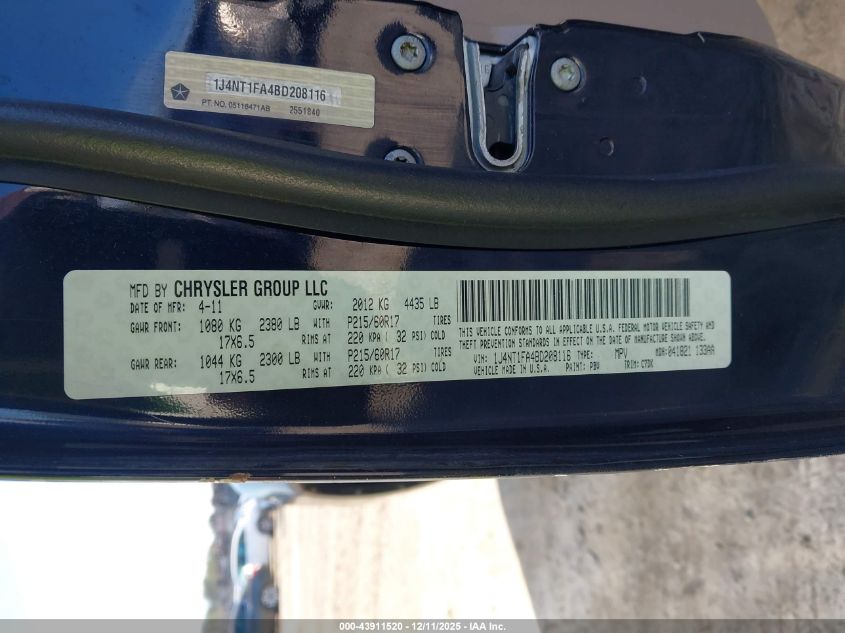 1J4NT1FA4BD208116
PT. NO. 05116471AB 2551840
MFD BY CHRYSLER GROUP LLC
DATE OF MFR: 4-11 GVWR: 2012 KG 4435 LB
GAWR FRONT: 1080 KG 2380 LB WITH P215/60R17 TIRES
17X6.5 RIMS AT 220 KPA ( 32 PSI) COLD
GAWR REAR: 1044 KG 2300 LB WITH P215/60R17 TIRES
17X6.5 RIMS AT 220 KPA ( 32 PSI) COLD
THIS VEHICLE CONFORMS TO ALL APPLICABLE U.S.A. FEDERAL MOTOR VEHICLE SAFETY AND
THEFT PREVENTION STANDARDS IN EFFECT ON THE DATE OF MANUFACTURE SHOWN ABOVE.
VIN: 1J4NT1FA4BD208116 TYPE: MPV MDH: 041821 133AA
VEHICLE MADE IN U.S.A. PAINT: PBV TRIM: C7DK
000-43911520 - 12/11/2025 - IAA Inc.